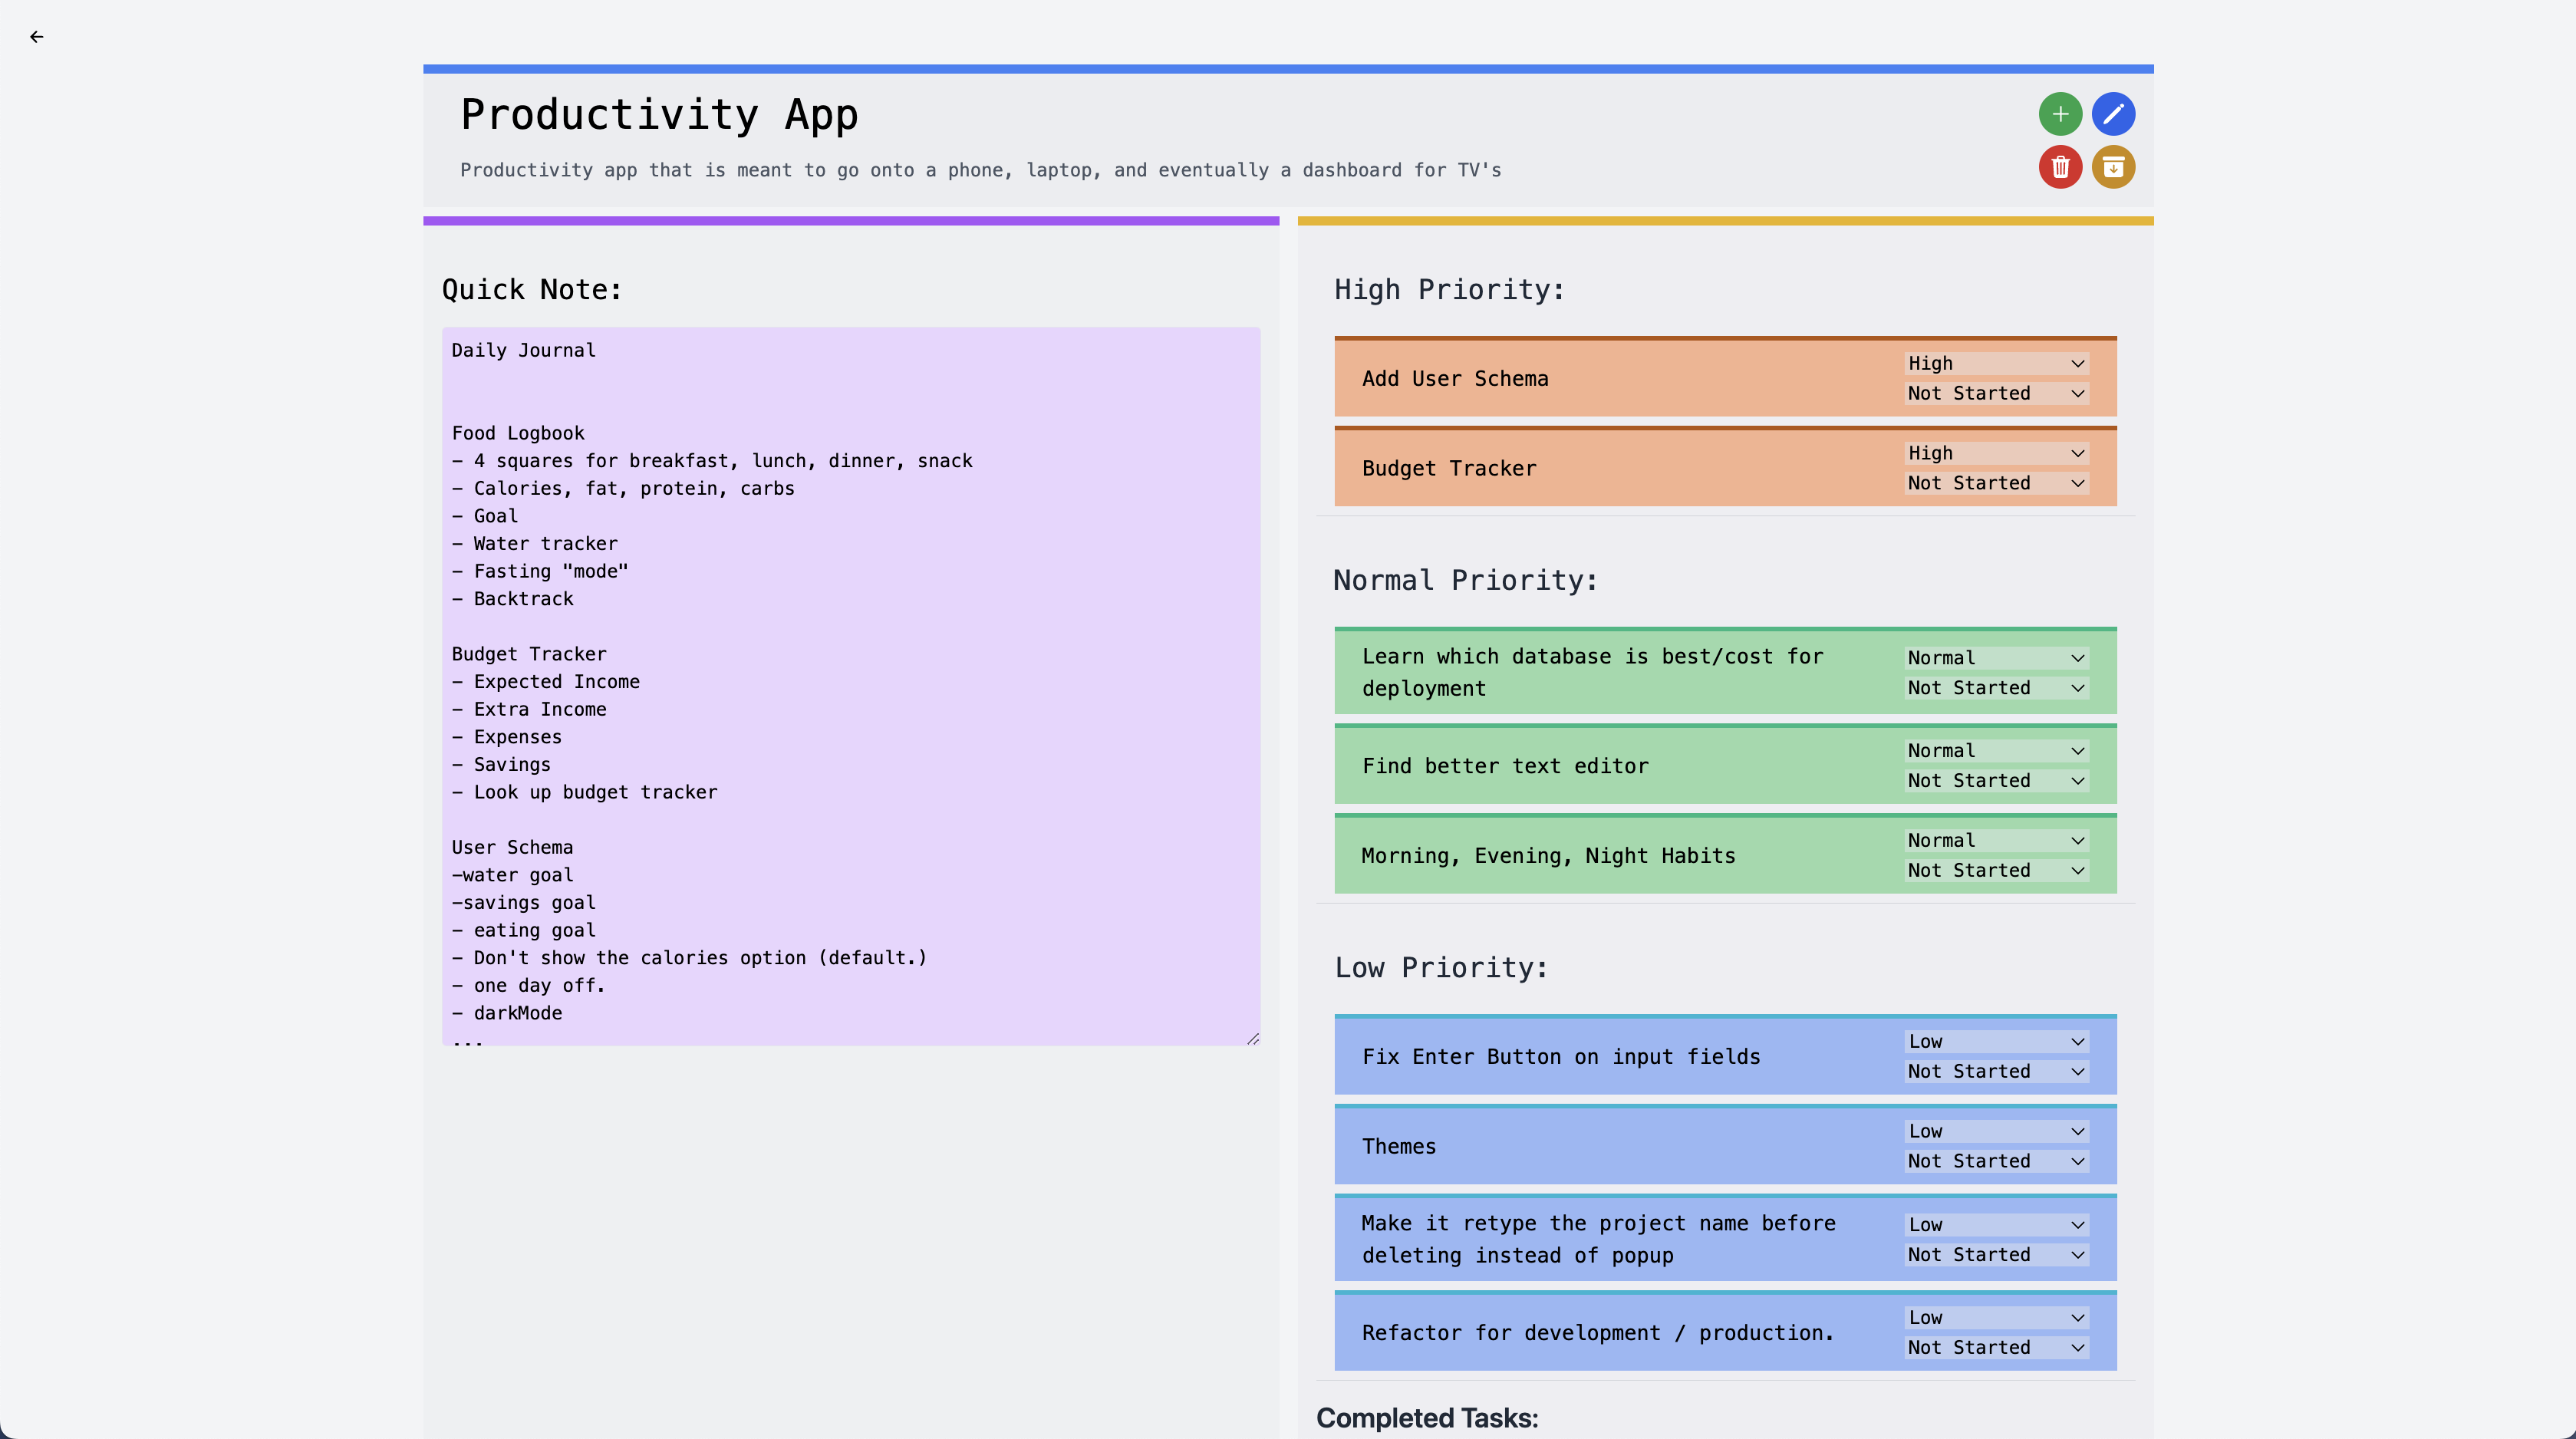 Productivity App
Productivity app that is meant to go onto a phone, laptop, and eventually a dashboard for TV's
Quick Note:
Daily Journal
Food Logbook
- 4 squares for breakfast, lunch, dinner, snack
- Calories, fat, protein, carbs
- Goal
- Water tracker
- Fasting "mode"
- Backtrack
Budget Tracker
- Expected Income
- Extra Income
- Expenses
- Savings
- Look up budget tracker
User Schema
-water goal
-savings goal
- eating goal
- Don't show the calories option (default.)
- one day off.
- darkMode
...
High Priority:
Add User Schema
High
Not Started
Budget Tracker
High
Not Started
Normal Priority:
Learn which database is best/cost for
deployment
Normal
Not Started
Find better text editor
Normal
Not Started
Morning, Evening, Night Habits
Normal
Not Started
Low Priority:
Fix Enter Button on input fields
Low
Not Started
Themes
Low
Not Started
Make it retype the project name before
deleting instead of popup
Low
Not Started
Refactor for development / production.
Low
Not Started
Completed Tasks: